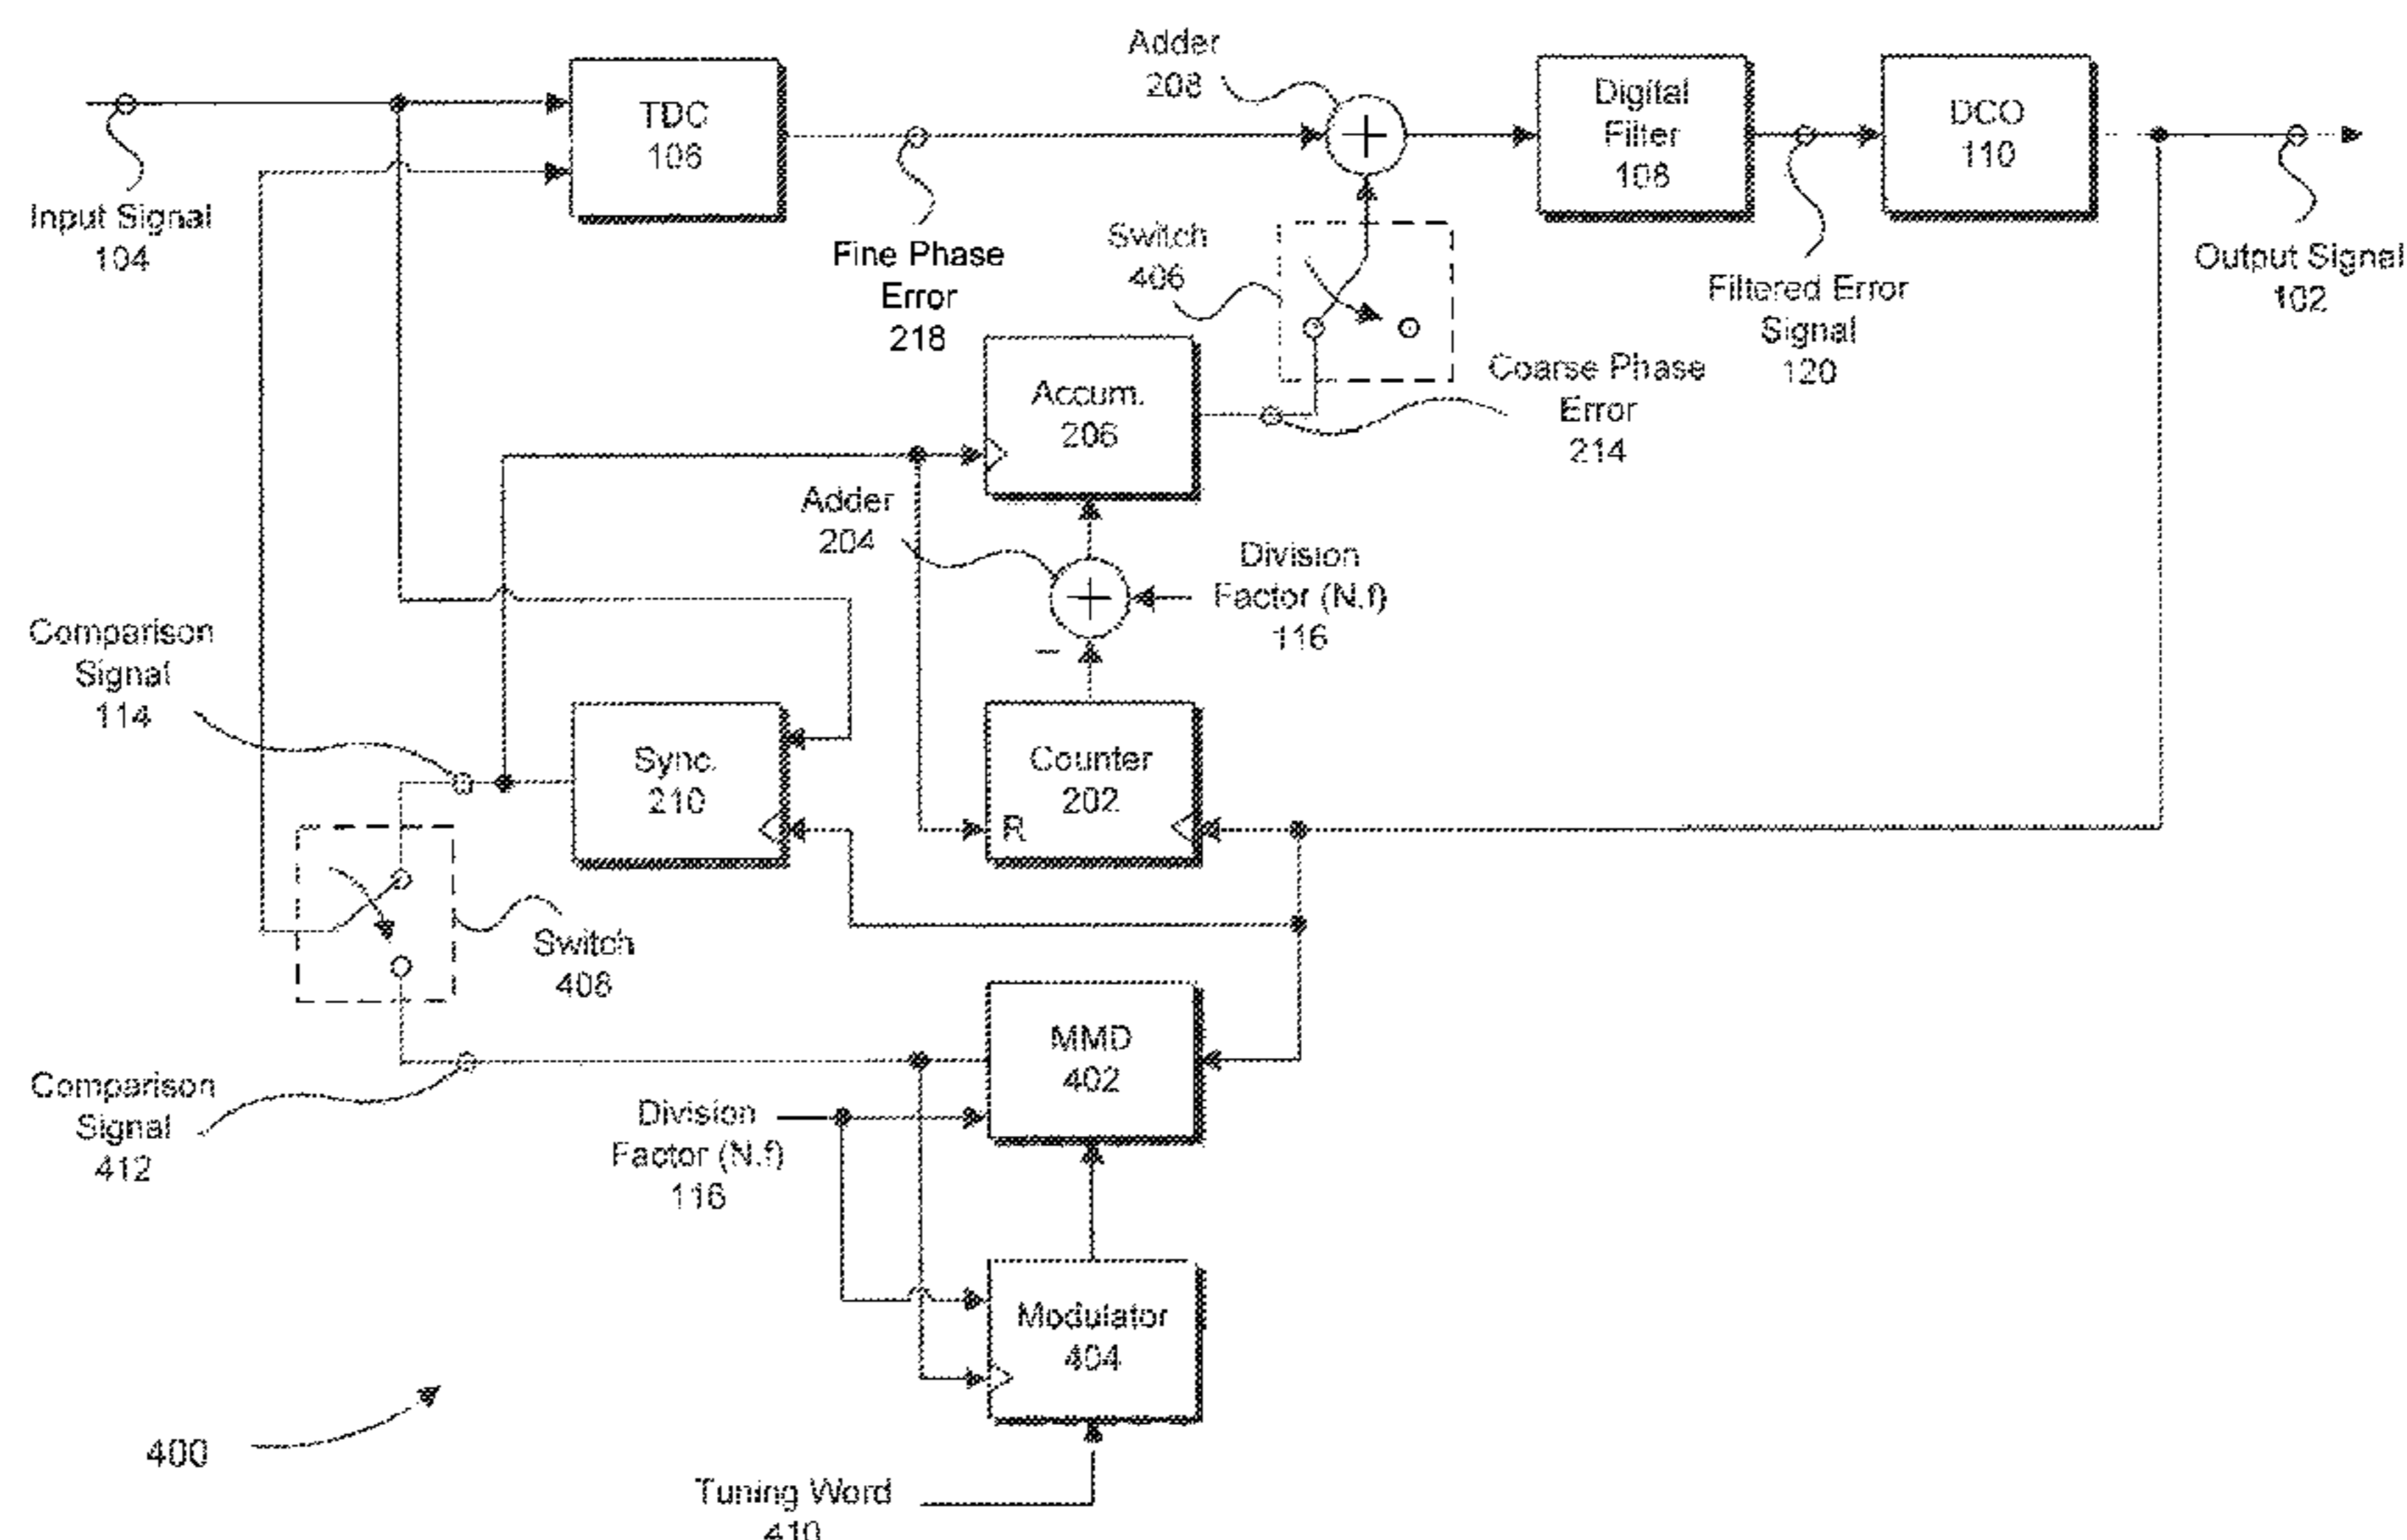 Adder
208
TDC
106
Digital
Filter
108
DCO
110
Input Signal
104
Fine Phase
Error
218
Switch
406
Filtered Error
Signal
120
Output Signal
102
Accum.
206
Coarse Phase
Error
214
Adder
204
Division
Factor (N.f)
116
Comparison
Signal
114
Sync.
210
Counter
202
R
Switch
408
MMD
402
Comparison
Signal
412
Division
Factor (N.f)
116
Modulator
404
400
Tuning Word
410